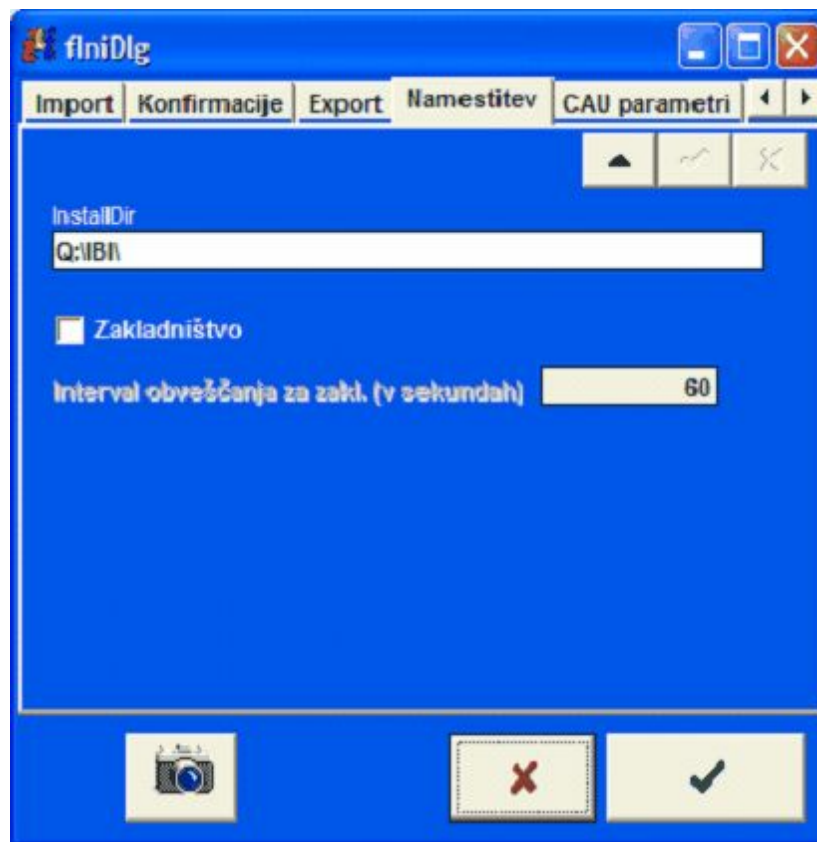 fIniDlg
Import Konfirmacije Export Namestitev CAU parametri
InstallDir
Q:\IBI\
Zakladništvo
Interval obveščanja za zakl. (v sekundah) 60